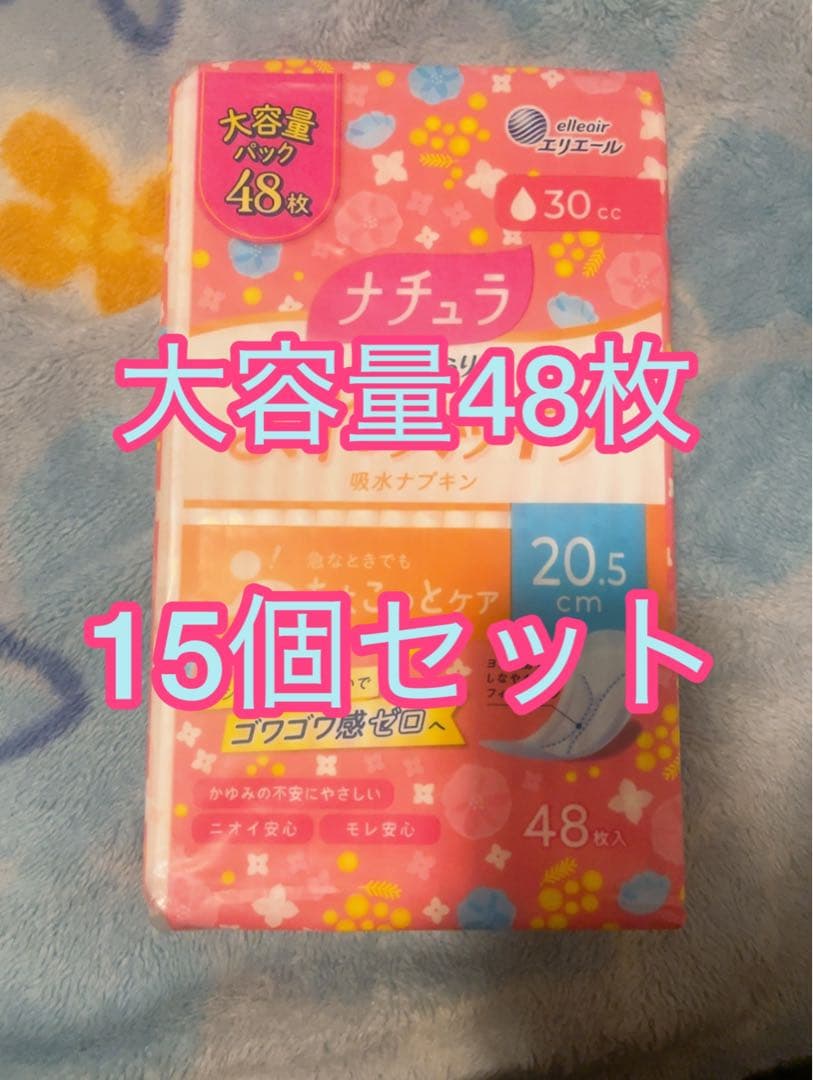 大容量
パック
48枚
elleair
エリエール
30cc
ナチュラ
大容量48枚
吸水ナプキン
急なときでも
20.5
cm
15個セット
ゴワゴワ感ゼロへ
かゆみの不安にやさしい
ニオイ安心
モレ安心
48枚入